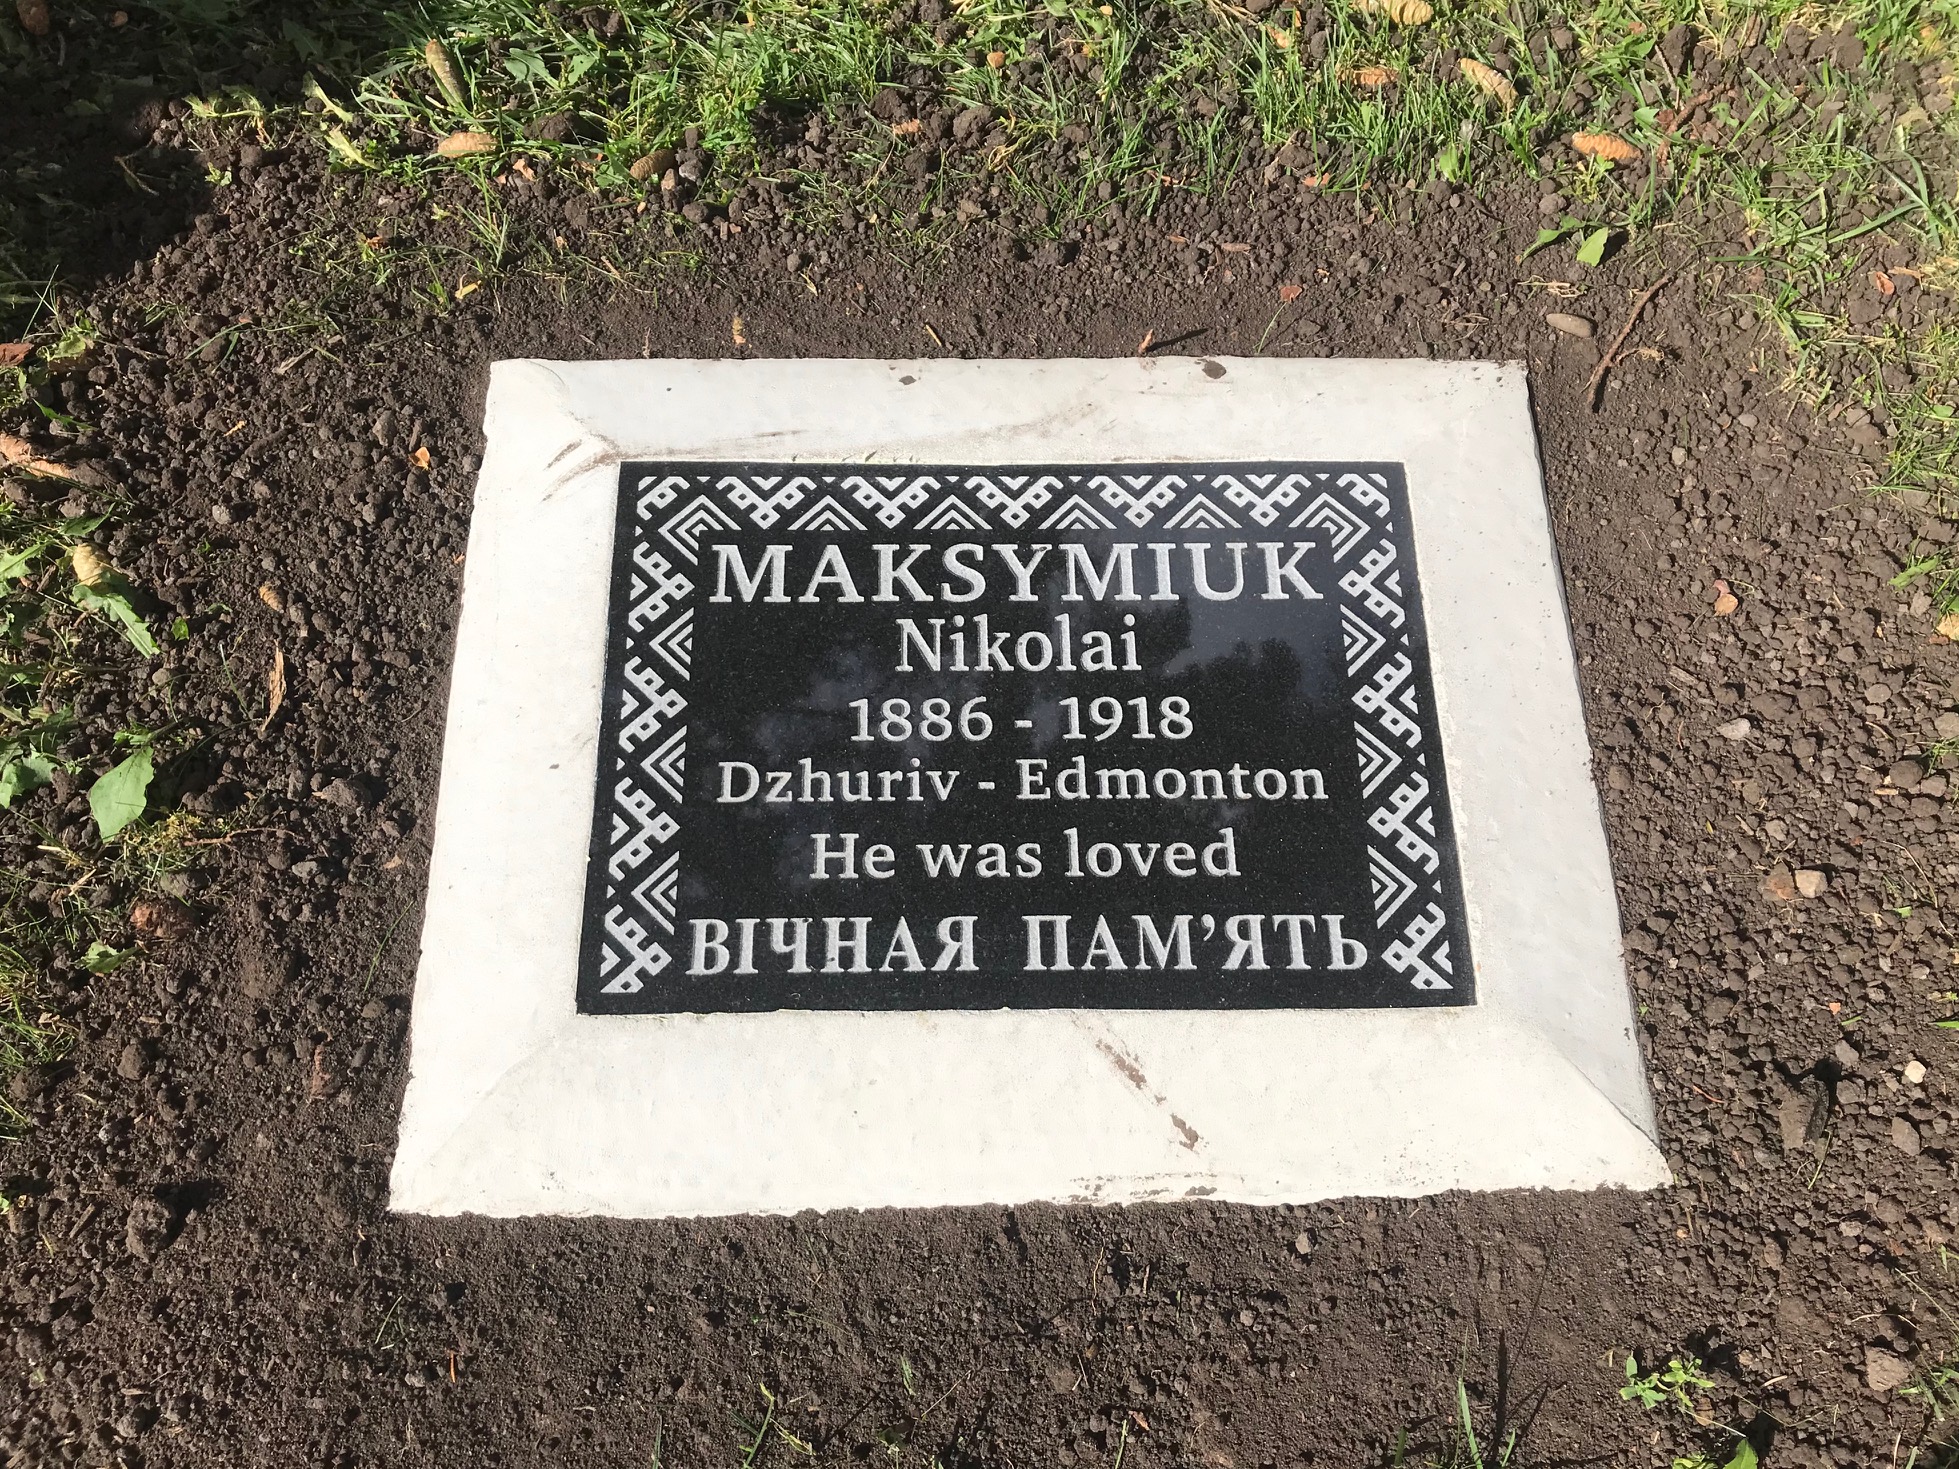 MAKSYMIUK
Nikolai
1886 - 1918
Dzhuriv - Edmonton
He was loved
ВІЧНАЯ ПАМ’ЯТЬ